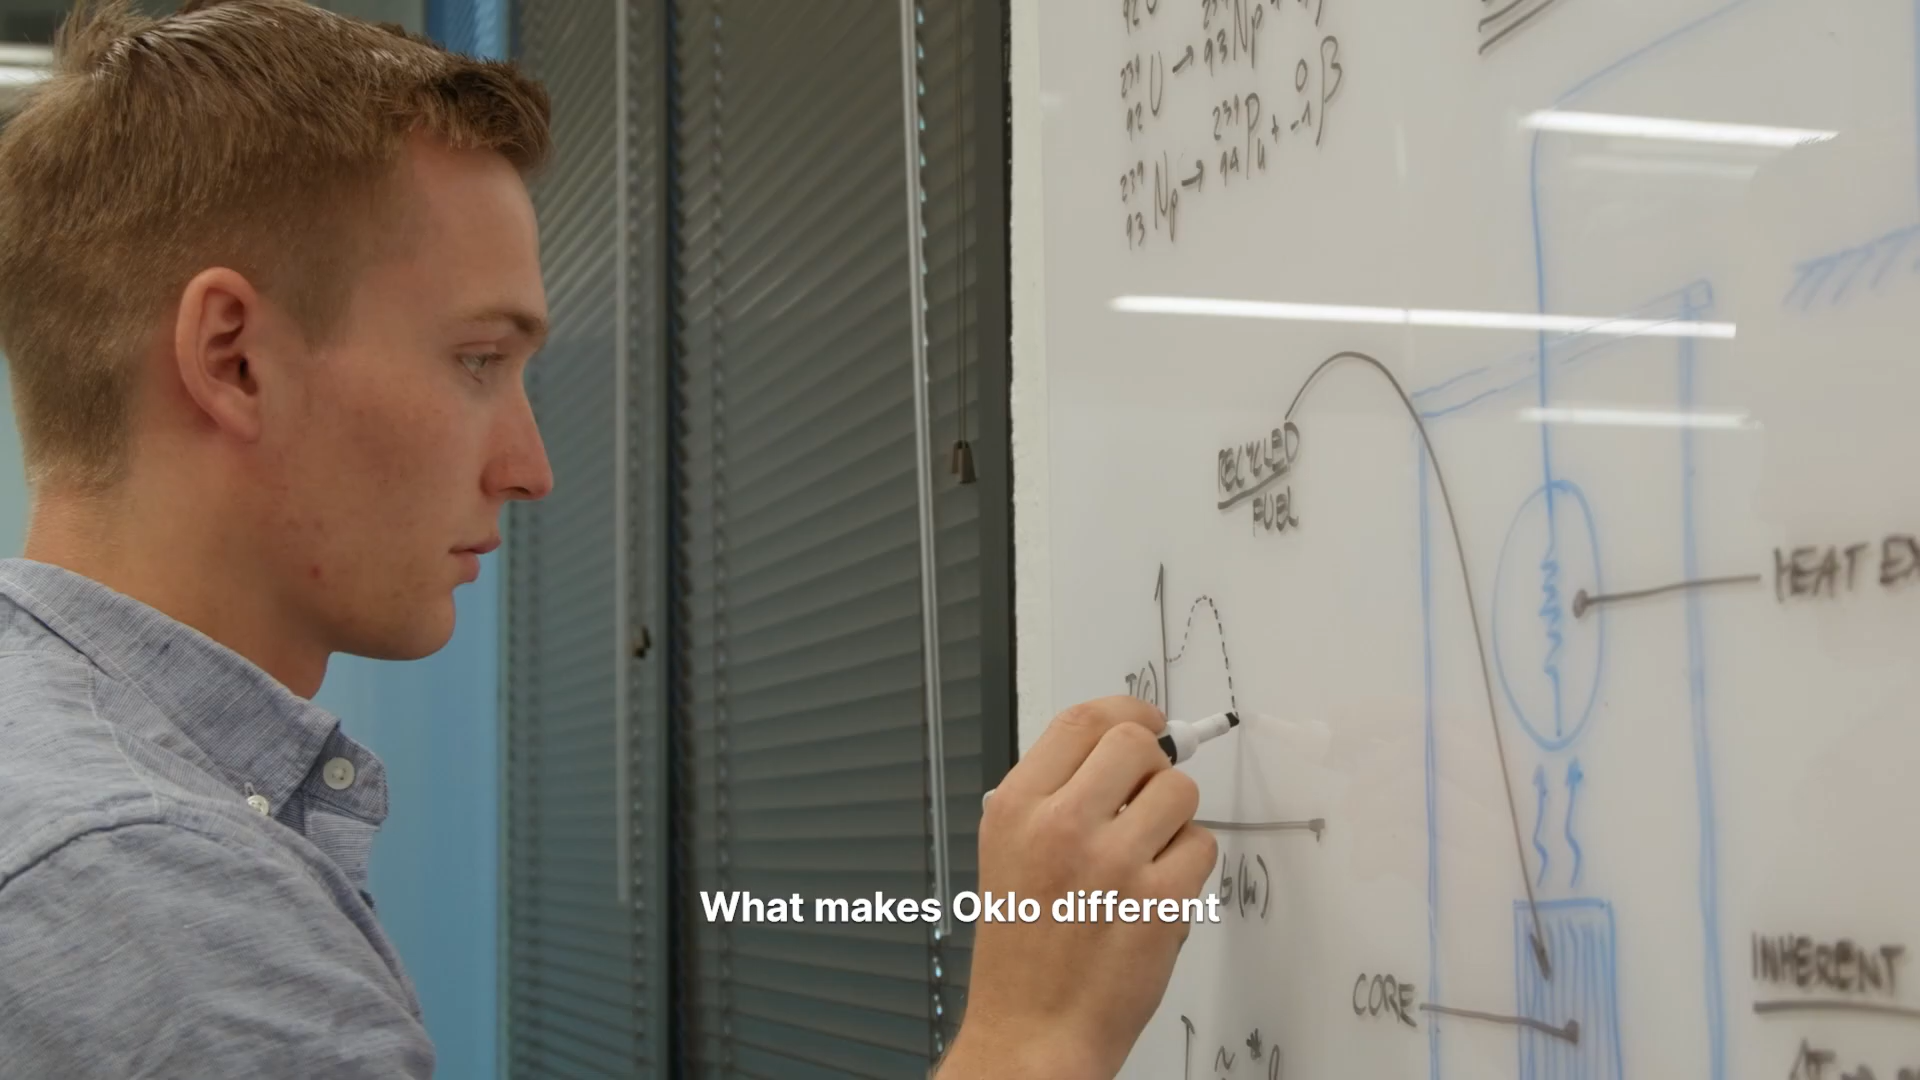 239 92 U → 239 93 Np + 0 -1 β
239 93 Np → 239 94 Pu + 0 -1 β
RECYCLED
FUEL
HEAT EX
T(c)
t(hr)
What makes Oklo different
CORE
INHERENT